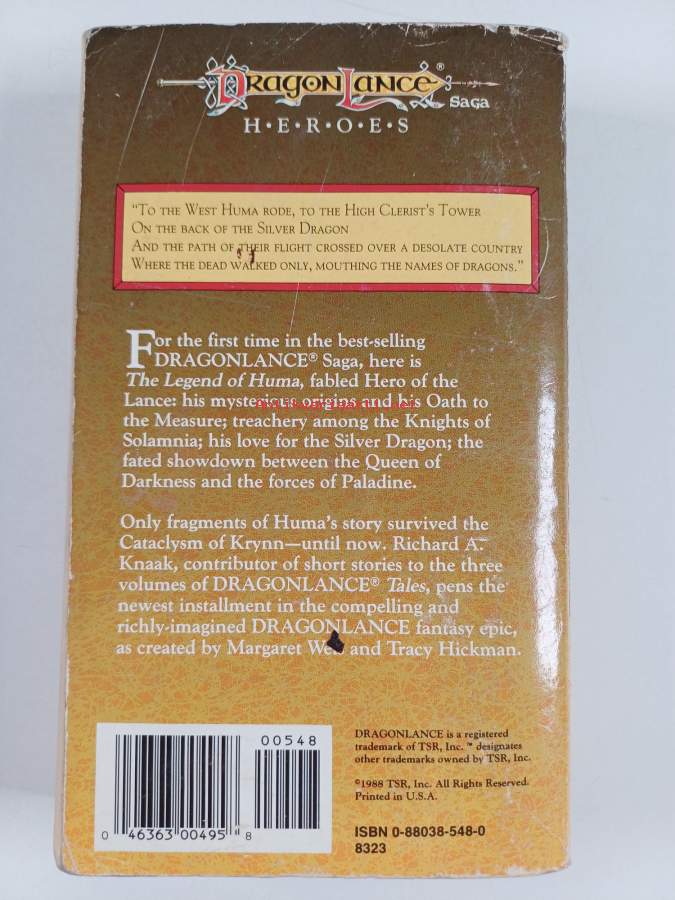 DRAGONLANCE®
SAGA
H·E·R·O·E·S
"TO THE WEST HUMA RODE, TO THE HIGH CLERIST'S TOWER
ON THE BACK OF THE SILVER DRAGON
AND THE PATH OF THEIR FLIGHT CROSSED OVER A DESOLATE COUNTRY
WHERE THE DEAD WALKED ONLY, MOUTHING THE NAMES OF DRAGONS."
For the first time in the best-selling
DRAGONLANCE® Saga, here is
The Legend of Huma, fabled Hero of the
Lance: his mysterious origins and his Oath to
the Measure; treachery among the Knights of
Solamnia; his love for the Silver Dragon; the
fated showdown between the Queen of
Darkness and the forces of Paladine.
Only fragments of Huma's story survived the
Cataclysm of Krynn—until now. Richard A.
Knaak, contributor of short stories to the three
volumes of DRAGONLANCE® Tales, pens the
newest installment in the compelling and
richly-imagined DRAGONLANCE fantasy epic,
as created by Margaret Weis and Tracy Hickman.
00548
0 46363 00495 8
DRAGONLANCE is a registered
trademark of TSR, Inc. ™ designates
other trademarks owned by TSR, Inc.
©1988 TSR, Inc. All Rights Reserved.
Printed in U.S.A.
ISBN 0-88038-548-0
8323